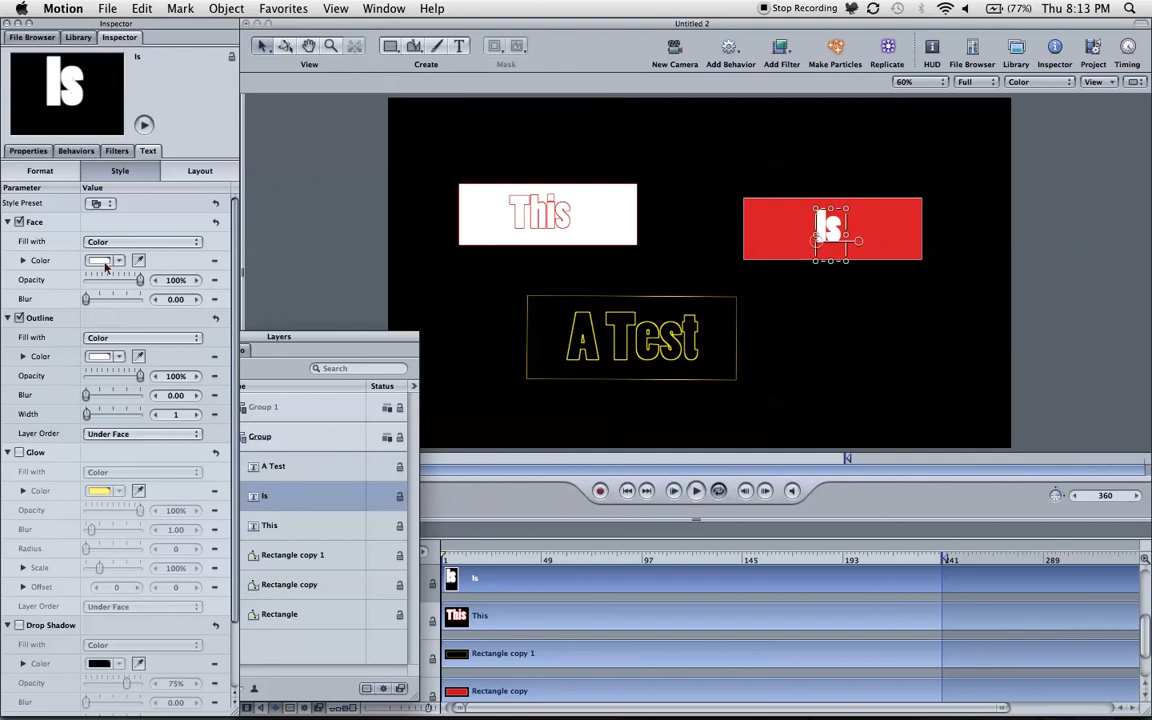 Motion File Edit Mark Object Favorites View Window Help Stop Recording (77%) Thu 8:13 PM
Inspector
Untitled 2
File Browser Library Inspector
Is
View Create Mask New Camera Add Behavior Add Filter Make Particles Replicate HUD File Browser Library Inspector Project Timing
60% Full Color View
Is
Properties Behaviors Filters Text
Format Style Layout
Parameter Value
Style Preset
Face
Fill with Color
Color
Opacity 100%
Blur 0.00
Outline
Fill with Color
Color
Opacity 100%
Blur 0.00
Width 1
Layer Order Under Face
Glow
Fill with Color
Color
Opacity 100%
Blur 1.00
Radius 0
Scale 100%
Offset 0 0
Layer Order Under Face
Drop Shadow
Fill with Color
Color
Opacity 75%
Blur 0.00
This
Is
A Test
Layers
Search
Status
Group 1
Group
A Test
Is
This
Rectangle copy 1
Rectangle copy
Rectangle
360
1 49 97 145 193 241 289
Is Is
This This
Rectangle copy 1
Rectangle copy